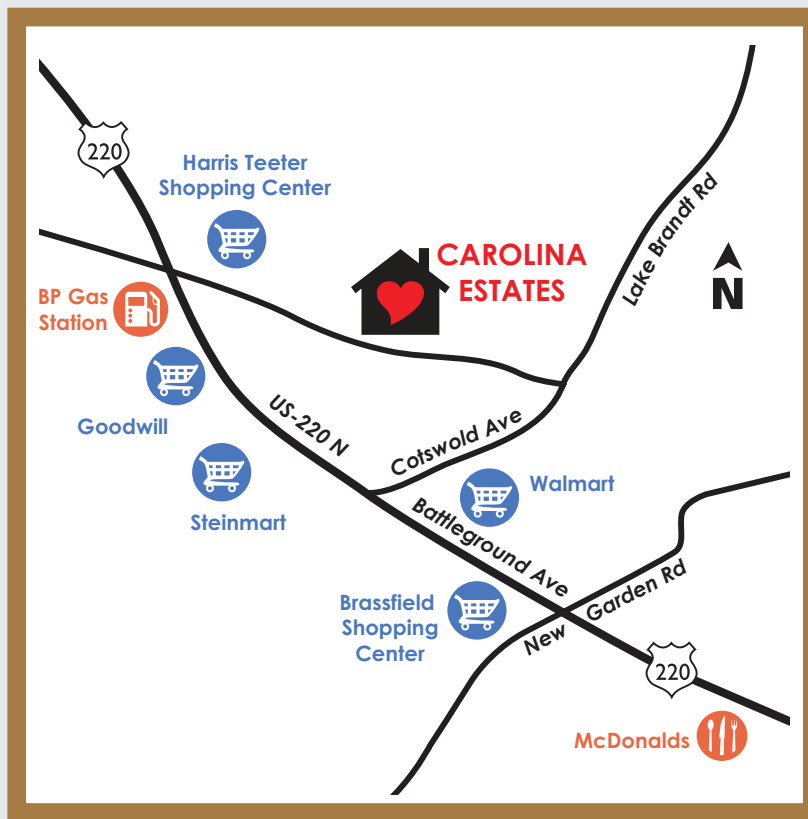 220
Harris Teeter
Shopping Center
CAROLINA
ESTATES
Lake Brandt Rd
N
BP Gas
Station
Goodwill
US-220 N
Cotswold Ave
Steinmart
Walmart
Battleground Ave
Brassfield
Shopping
Center
New Garden Rd
220
McDonalds